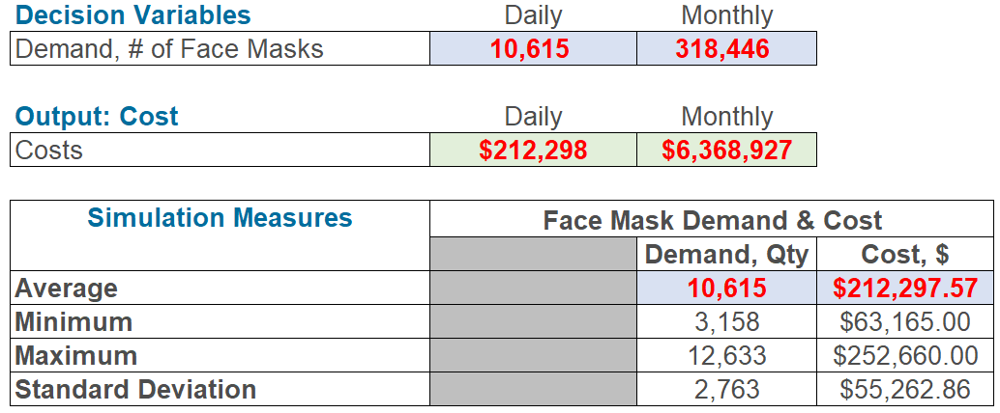 Decision Variables Daily Monthly
Demand, # of Face Masks 10,615 318,446
Output: Cost Daily Monthly
Costs $212,298 $6,368,927
Simulation Measures Face Mask Demand & Cost
Demand, Qty Cost, $
Average 10,615 $212,297.57
Minimum 3,158 $63,165.00
Maximum 12,633 $252,660.00
Standard Deviation 2,763 $55,262.86